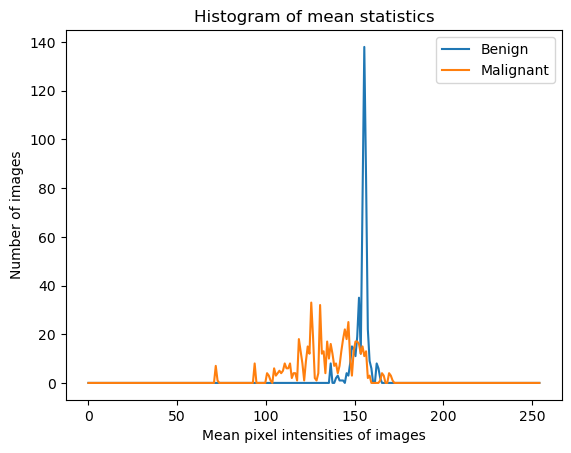 Histogram of mean statistics
Benign
Malignant
140
120
100
80
60
40
20
0
Number of images
0 50 100 150 200 250
Mean pixel intensities of images